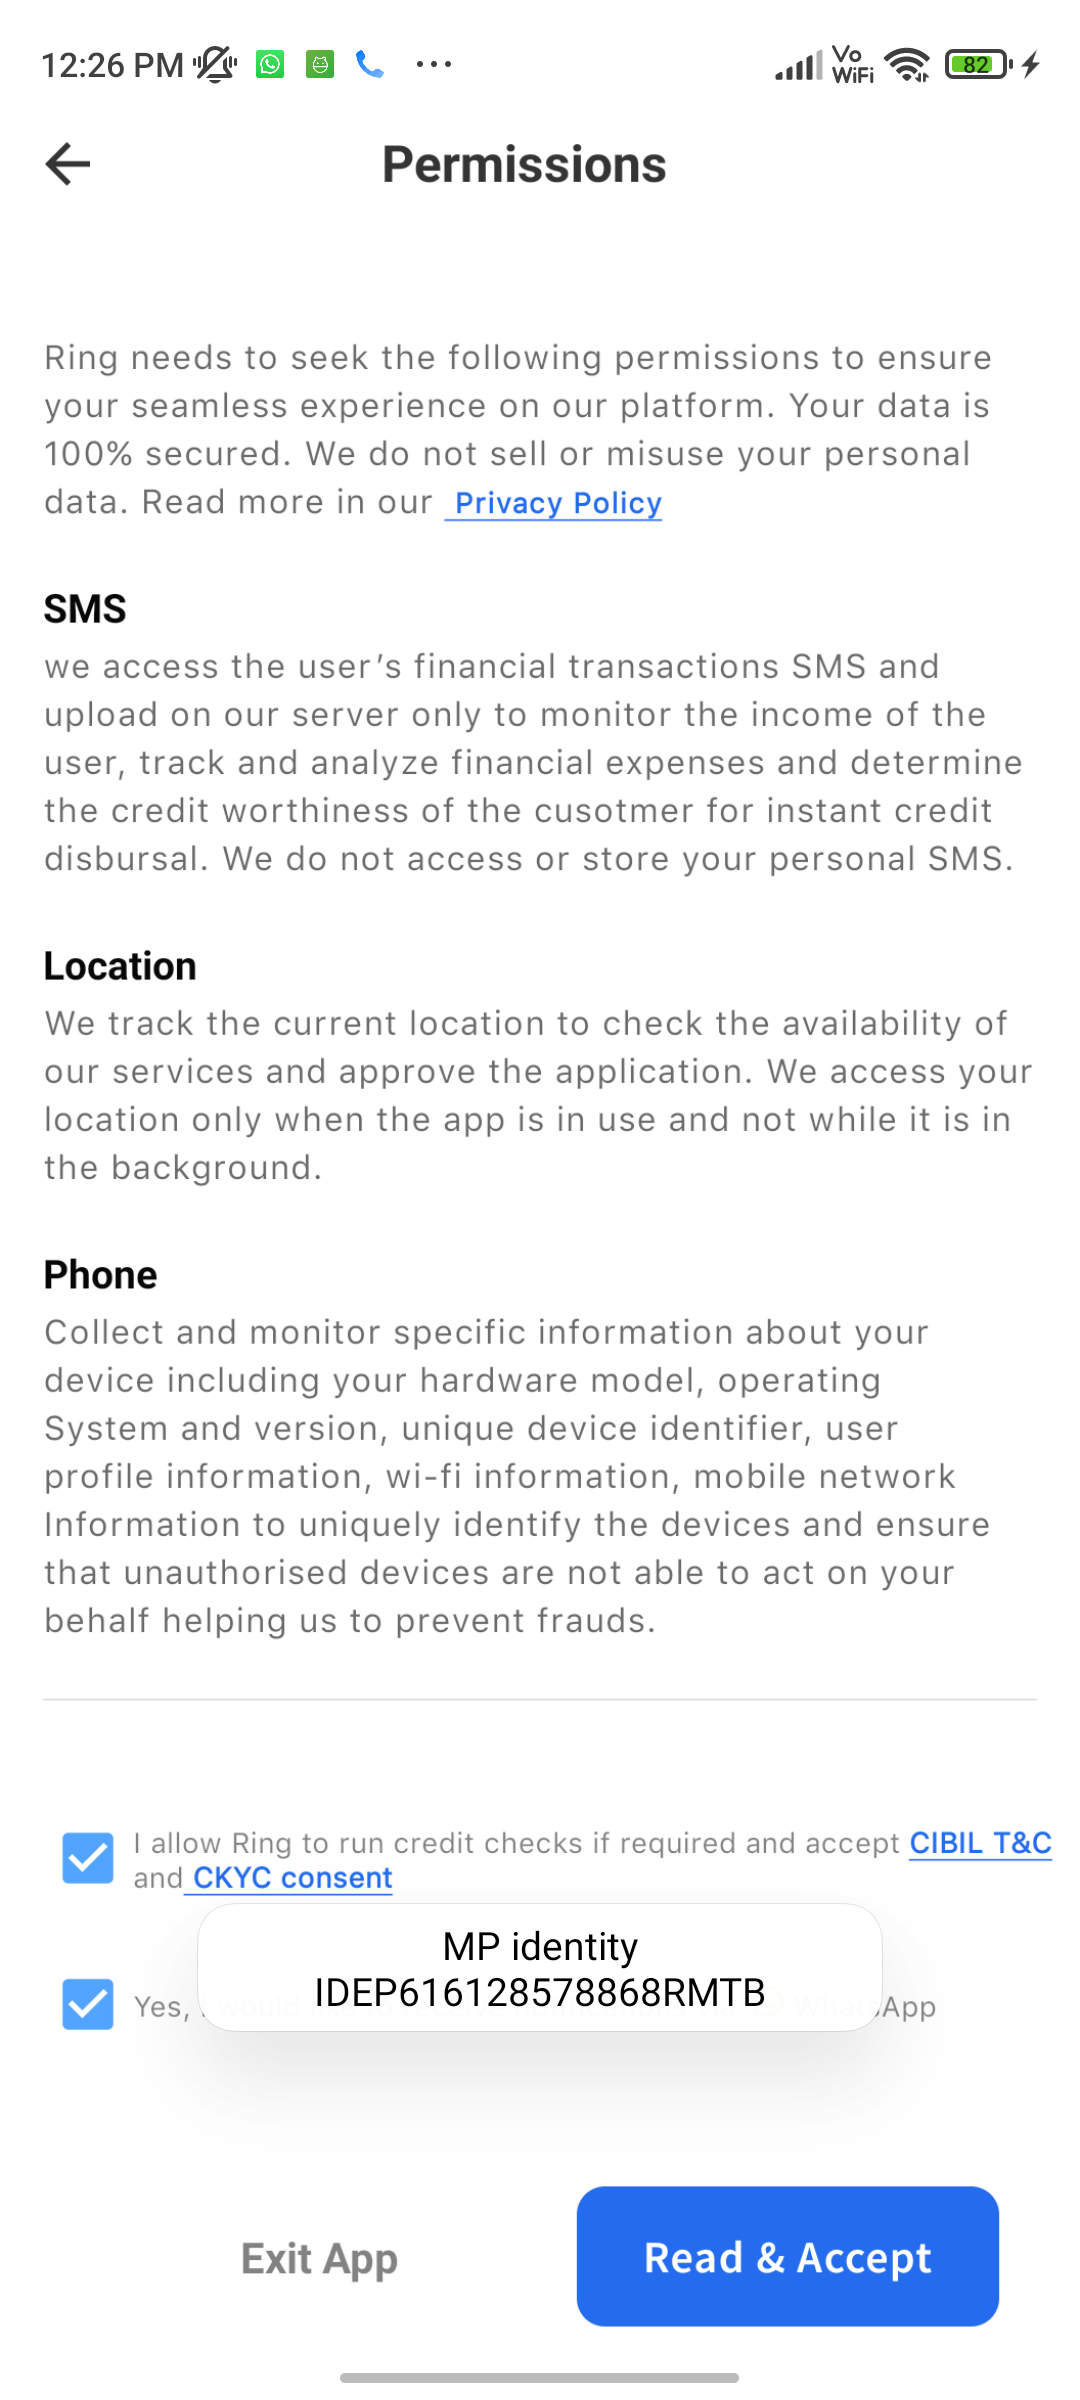 12:26 PM
Vo
WiFi
82
Permissions
Ring needs to seek the following permissions to ensure
your seamless experience on our platform. Your data is
100% secured. We do not sell or misuse your personal
data. Read more in our Privacy Policy
SMS
we access the user's financial transactions SMS and
upload on our server only to monitor the income of the
user, track and analyze financial expenses and determine
the credit worthiness of the cusotmer for instant credit
disbursal. We do not access or store your personal SMS.
Location
We track the current location to check the availability of
our services and approve the application. We access your
location only when the app is in use and not while it is in
the background.
Phone
Collect and monitor specific information about your
device including your hardware model, operating
System and version, unique device identifier, user
profile information, wi-fi information, mobile network
Information to uniquely identify the devices and ensure
that unauthorised devices are not able to act on your
behalf helping us to prevent frauds.
I allow Ring to run credit checks if required and accept CIBIL T&C
and CKYC consent
MP identity
IDEP616128578868RMTB
Yes, I would WhatsApp
Exit App
Read & Accept